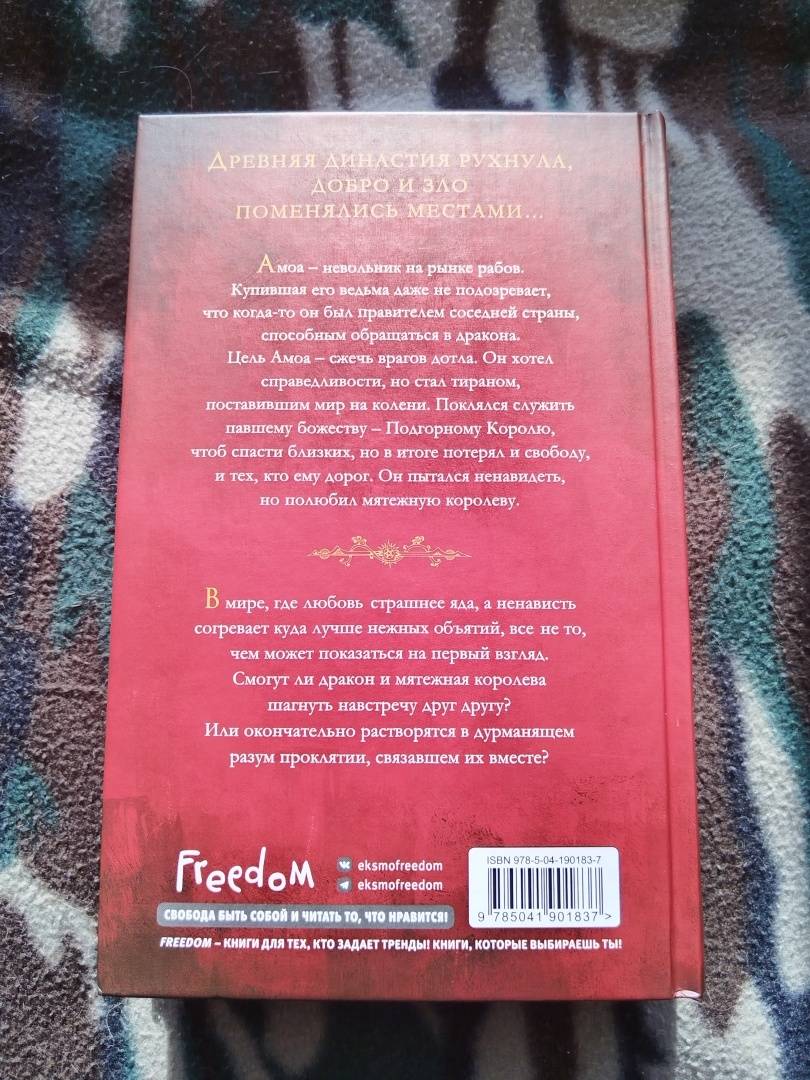 Древняя династия рухнула,
добро и зло
поменялись местами...
Амоа – невольник на рынке рабов.
Купившая его ведьма даже не подозревает,
что когда-то он был правителем соседней страны,
способным обращаться в дракона.
Цель Амоа – сжечь врагов дотла. Он хотел
справедливости, но стал тираном,
поставившим мир на колени. Поклялся служить
павшему божеству – Подгорному Королю,
чтоб спасти близких, но в итоге потерял и свободу,
и тех, кто ему дорог. Он пытался ненавидеть,
но полюбил мятежную королеву.
В мире, где любовь страшнее яда, а ненависть
согревает куда лучше нежных объятий, все не то,
чем может показаться на первый взгляд.
Смогут ли дракон и мятежная королева
шагнуть навстречу друг другу?
Или окончательно растворятся в дурманящем
разум проклятии, связавшем их вместе?
Freedom
eksmofreedom
eksmofreedom
СВОБОДА БЫТЬ СОБОЙ И ЧИТАТЬ ТО, ЧТО НРАВИТСЯ!
FREEDOM – КНИГИ ДЛЯ ТЕХ, КТО ЗАДАЕТ ТРЕНДЫ! КНИГИ, КОТОРЫЕ ВЫБИРАЕШЬ ТЫ!
ISBN 978-5-04-190183-7
9 785041 901837 >